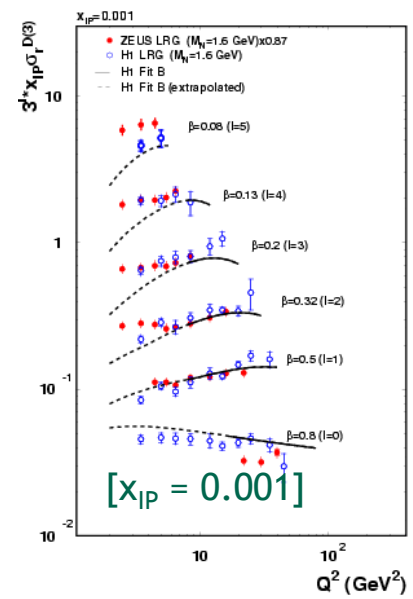 x_IP=0.001
3^l*x_IPσ_r^D(3)
ZEUS LRG (M_N=1.6 GeV)x0.87
H1 LRG (M_N=1.6 GeV)
H1 Fit B
H1 Fit B (extrapolated)
10
β=0.08 (l=5)
β=0.13 (l=4)
1
β=0.2 (l=3)
β=0.32 (l=2)
β=0.5 (l=1)
10^-1
β=0.8 (l=0)
[x_IP = 0.001]
10^-2
10
10^2
Q^2 (GeV^2)